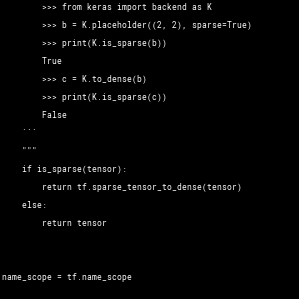 >>> from keras import backend as K
>>> b = K.placeholder((2, 2), sparse=True)
>>> print(K.is_sparse(b))
True
>>> c = K.to_dense(b)
>>> print(K.is_sparse(c))
False
```
"""
if is_sparse(tensor):
return tf.sparse_tensor_to_dense(tensor)
else:
return tensor
name_scope = tf.name_scope